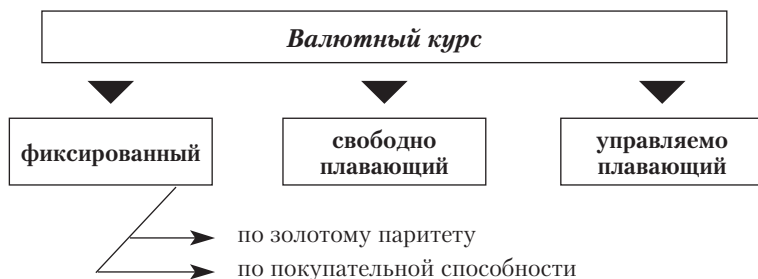 Валютный курс
фиксированный
свободно
плавающий
управляемо
плавающий
по золотому паритету
по покупательной способности